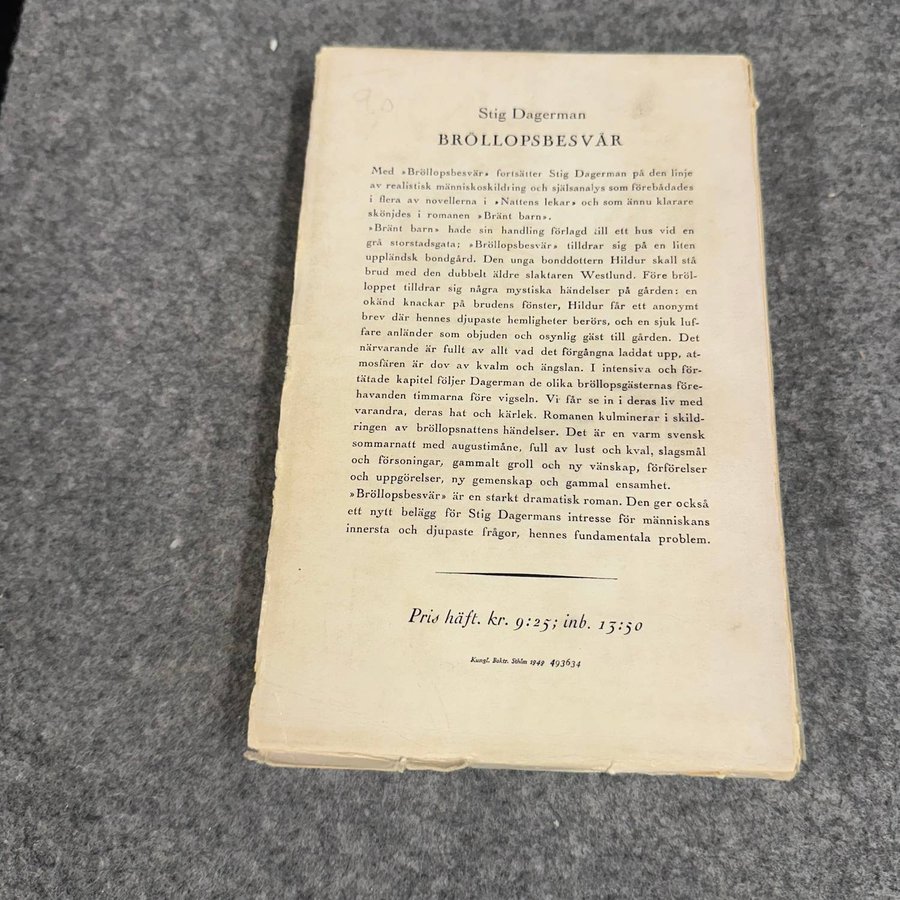 9,0
Stig Dagerman
BRÖLLOPSBESVÄR
Med »Bröllopsbesvär» fortsätter Stig Dagerman på den linje
av realistisk människoskildring och själsanalys som förebådades
i flera av novellerna i »Nattens lekar» och som ännu klarare
skönjdes i romanen »Bränt barn».
»Bränt barn» hade sin handling förlagd till ett hus vid en
grå storstadsgata; »Bröllopsbesvär» tilldrar sig på en liten
uppländsk bondgård. Den unga bonddottern Hildur skall stå
brud med den dubbelt äldre slaktaren Westlund. Före bröl-
loppet tilldrar sig några mystiska händelser på gården: en
okänd knackar på brudens fönster, Hildur får ett anonymt
brev där hennes djupaste hemligheter berörs, och en sjuk luf-
fare anländer som objuden och osynlig gäst till gården. Det
närvarande är fullt av allt vad det förgångna laddat upp, at-
mosfären är dov av kvalm och ängslan. I intensiva och för-
tätade kapitel följer Dagerman de olika bröllopsgästernas före-
havanden timmarna före vigseln. Vi får se in i deras liv med
varandra, deras hat och kärlek. Romanen kulminerar i skild-
ringen av bröllopsnattens händelser. Det är en varm svensk
sommarnatt med augustimåne, full av lust och kval, slagsmål
och försoningar, gammalt groll och ny vänskap, förförelser
och uppgörelser, ny gemenskap och gammal ensamhet.
»Bröllopsbesvär» är en starkt dramatisk roman. Den ger också
ett nytt belägg för Stig Dagermans intresse för människans
innersta och djupaste frågor, hennes fundamentala problem.
Pris häft. kr. 9:25; inb. 13:50
Kungl. Boktr. Sthlm 1949 493634